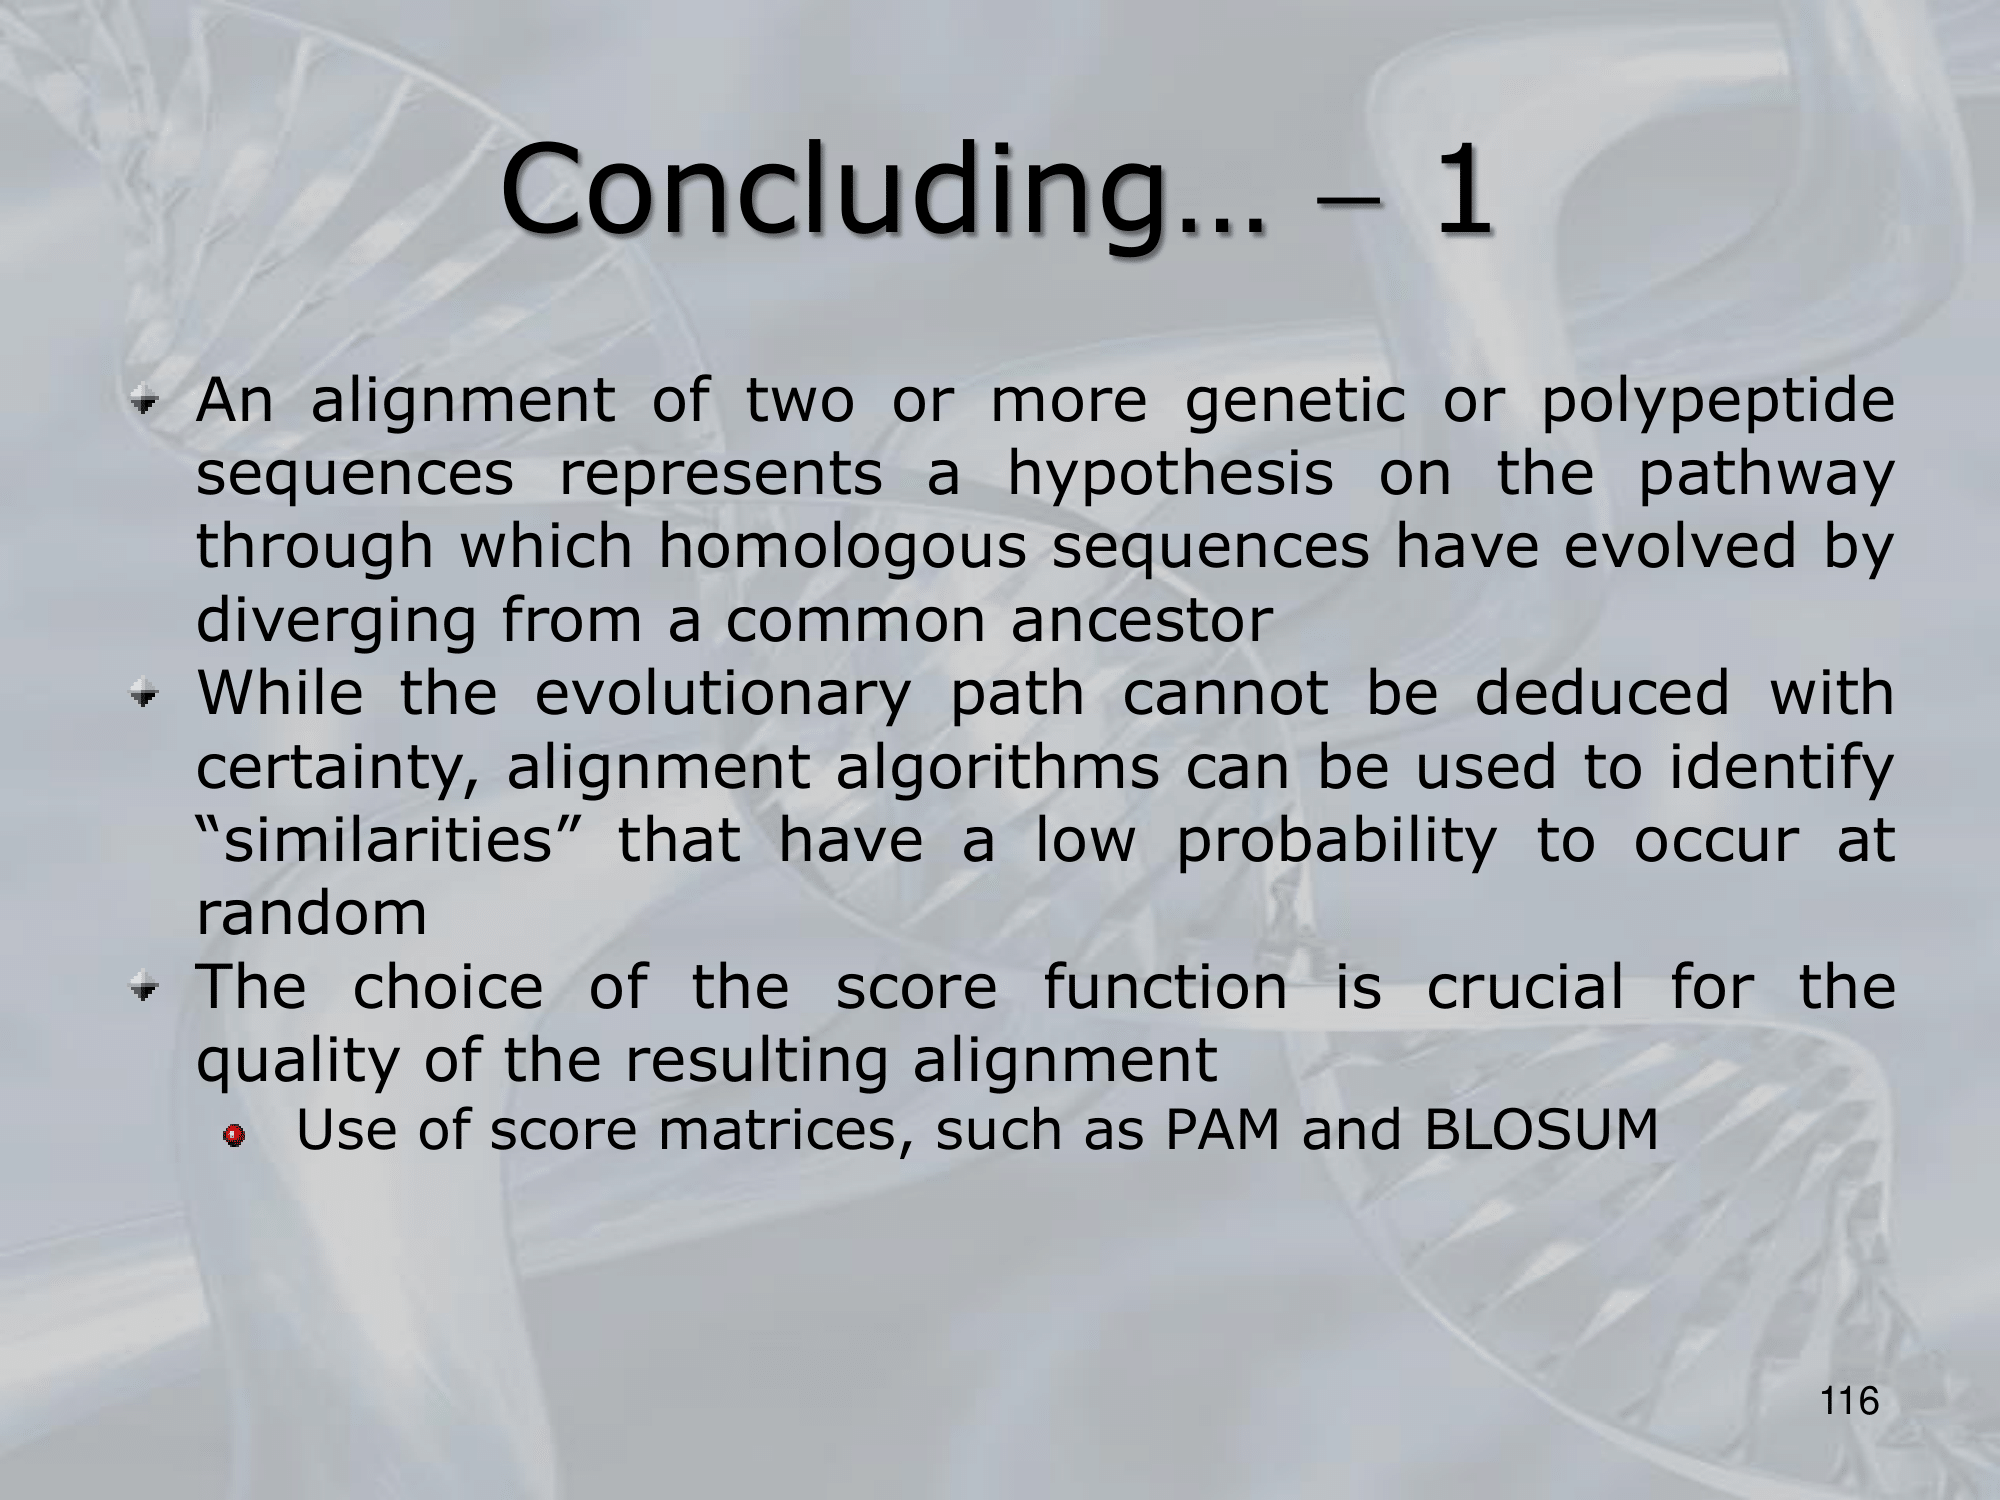 Concluding… – 1
An alignment of two or more genetic or polypeptide
sequences represents a hypothesis on the pathway
through which homologous sequences have evolved by
diverging from a common ancestor
While the evolutionary path cannot be deduced with
certainty, alignment algorithms can be used to identify
“similarities” that have a low probability to occur at
random
The choice of the score function is crucial for the
quality of the resulting alignment
Use of score matrices, such as PAM and BLOSUM
116